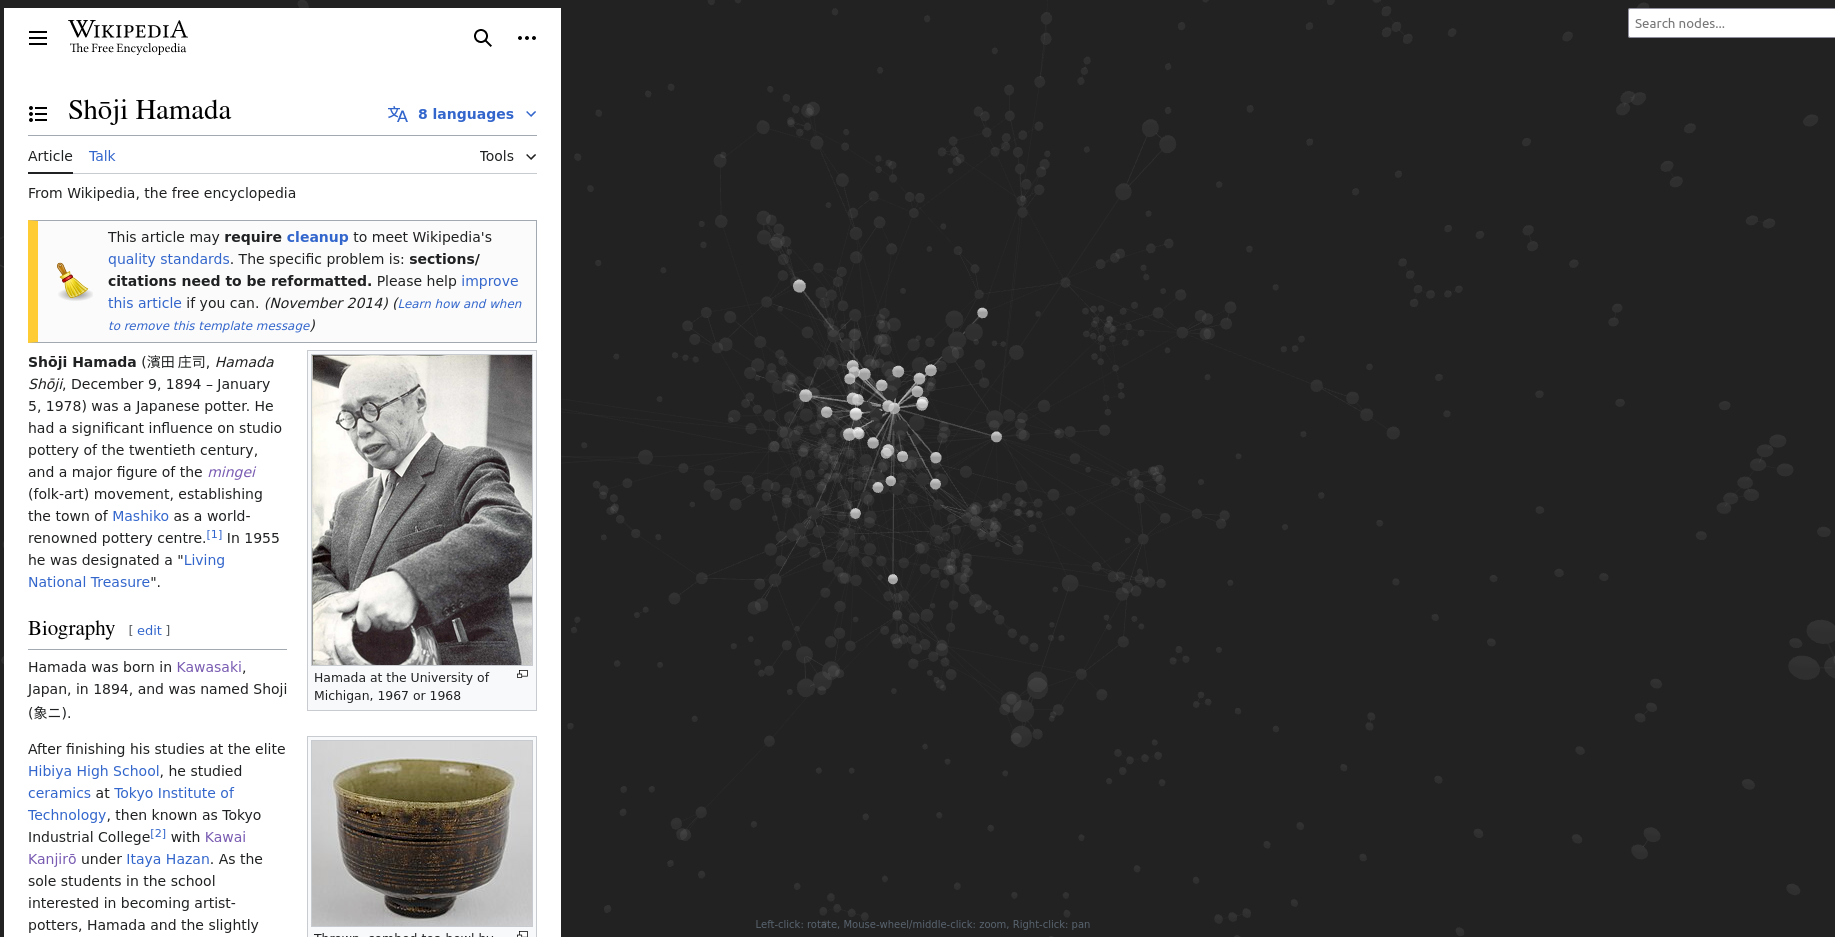 WIKIPEDIA
The Free Encyclopedia
Search nodes...
Shōji Hamada
8 languages
Article Talk Tools
From Wikipedia, the free encyclopedia
This article may require cleanup to meet Wikipedia's
quality standards. The specific problem is: sections/
citations need to be reformatted. Please help improve
this article if you can. (November 2014) (Learn how and when
to remove this template message)
Shōji Hamada (濱田 庄司, Hamada
Shōji, December 9, 1894 – January
5, 1978) was a Japanese potter. He
had a significant influence on studio
pottery of the twentieth century,
and a major figure of the mingei
(folk-art) movement, establishing
the town of Mashiko as a world-
renowned pottery centre.[1] In 1955
he was designated a "Living
National Treasure".
Hamada at the University of
Michigan, 1967 or 1968
Biography [ edit ]
Hamada was born in Kawasaki,
Japan, in 1894, and was named Shoji
(象ニ).
After finishing his studies at the elite
Hibiya High School, he studied
ceramics at Tokyo Institute of
Technology, then known as Tokyo
Industrial College[2] with Kawai
Kanjirō under Itaya Hazan. As the
sole students in the school
interested in becoming artist-
potters, Hamada and the slightly
Thrown, combed tea bowl by
Left-click: rotate, Mouse-wheel/middle-click: zoom, Right-click: pan